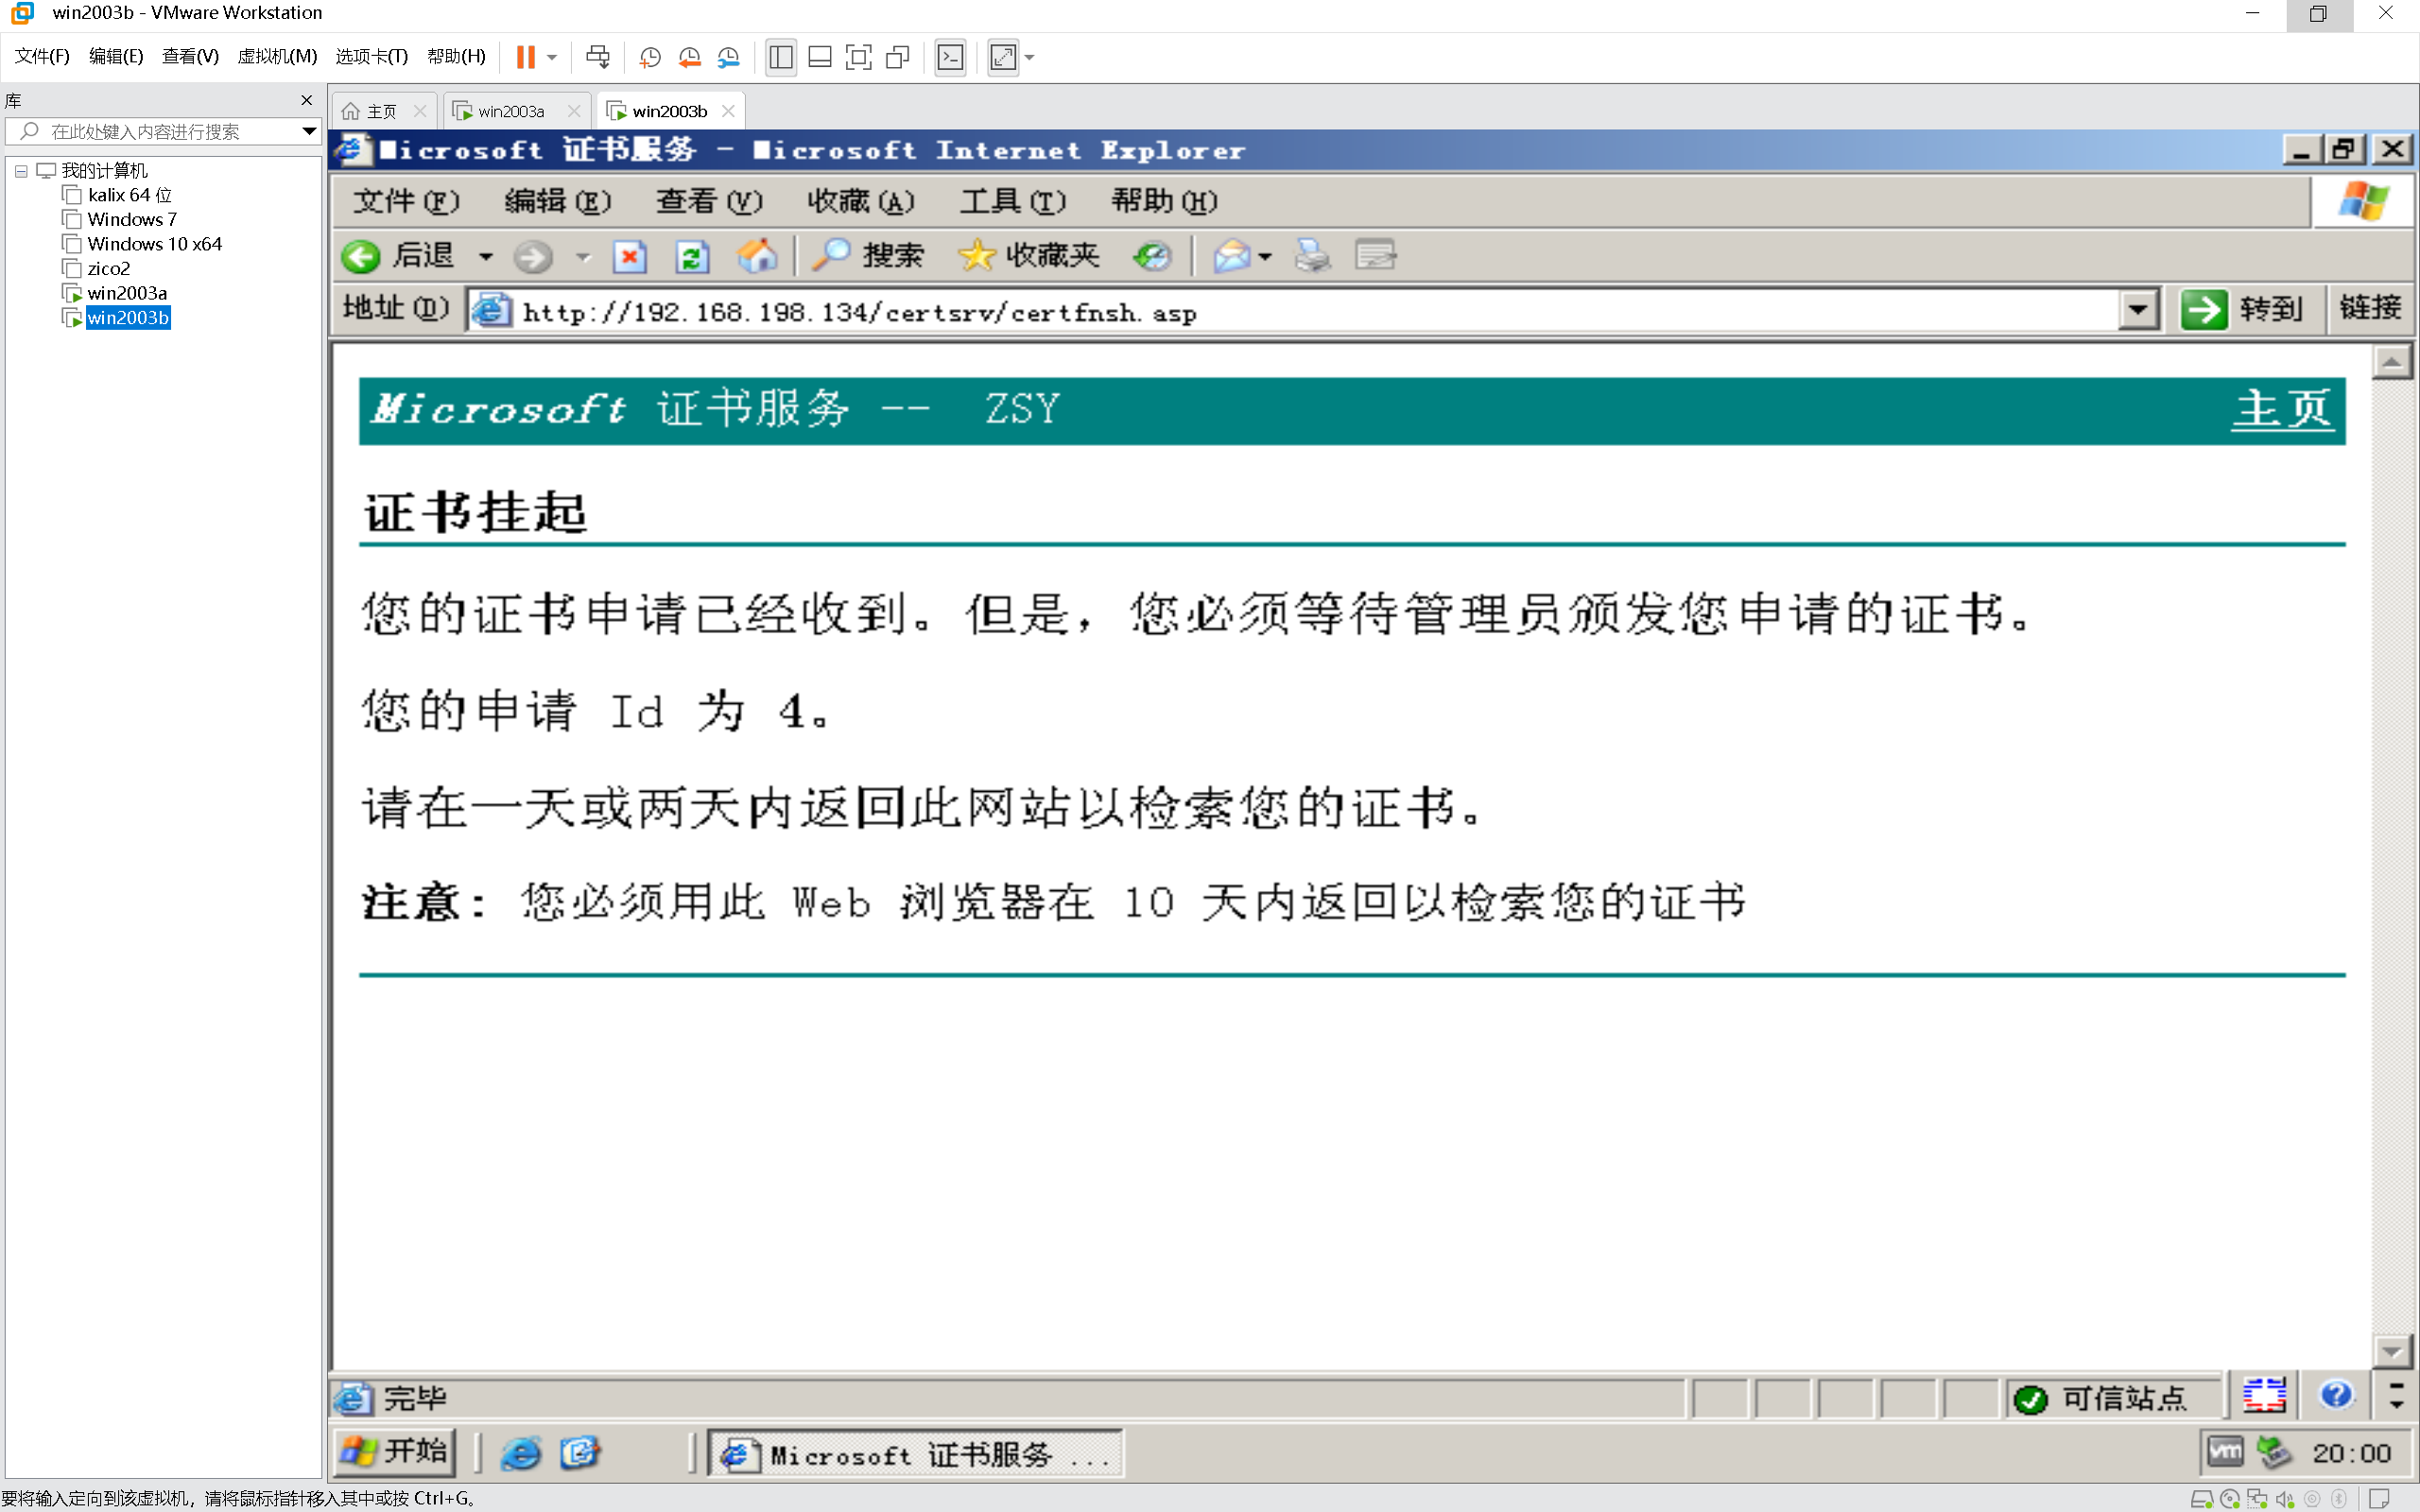 win2003b - VMware Workstation
文件(F) 编辑(E) 查看(V) 虚拟机(M) 选项卡(T) 帮助(H)
库
在此处键入内容进行搜索
我的计算机
kalix 64 位
Windows 7
Windows 10 x64
zico2
win2003a
win2003b
主页 win2003a win2003b
Microsoft 证书服务 - Microsoft Internet Explorer
文件(F) 编辑(E) 查看(V) 收藏(A) 工具(T) 帮助(H)
后退 搜索 收藏夹
地址(D) http://192.168.198.134/certsrv/certfnsh.asp 转到 链接
Microsoft 证书服务 -- ZSY 主页
证书挂起
您的证书申请已经收到。但是，您必须等待管理员颁发您申请的证书。
您的申请 Id 为 4。
请在一天或两天内返回此网站以检索您的证书。
注意: 您必须用此 Web 浏览器在 10 天内返回以检索您的证书
完毕 可信站点
开始 Microsoft 证书服务 ... vm 20:00
要将输入定向到该虚拟机，请将鼠标指针移入其中或按 Ctrl+G。